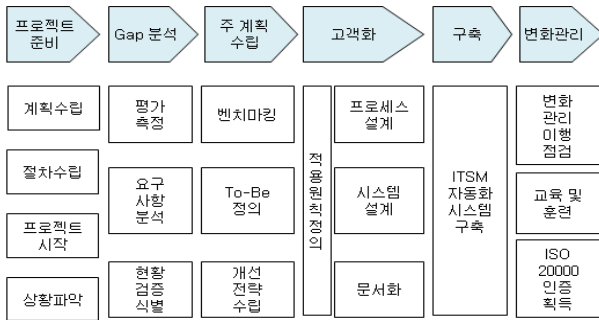 프로젝트
준비
Gap 분석
주 계획
수립
고객화
구축
변화관리
계획수립
절차수립
프로젝트
시작
상황파악
평가
측정
요구
사항
분석
현황
검증
식별
벤치마킹
To-Be
정의
개선
전략
수립
적
용
원
칙
정
의
프로세스
설계
시스템
설계
문서화
ITSM
자동화
시스템
구축
변화
관리
이행
점검
교육 및
훈련
ISO
20000
인증
획득